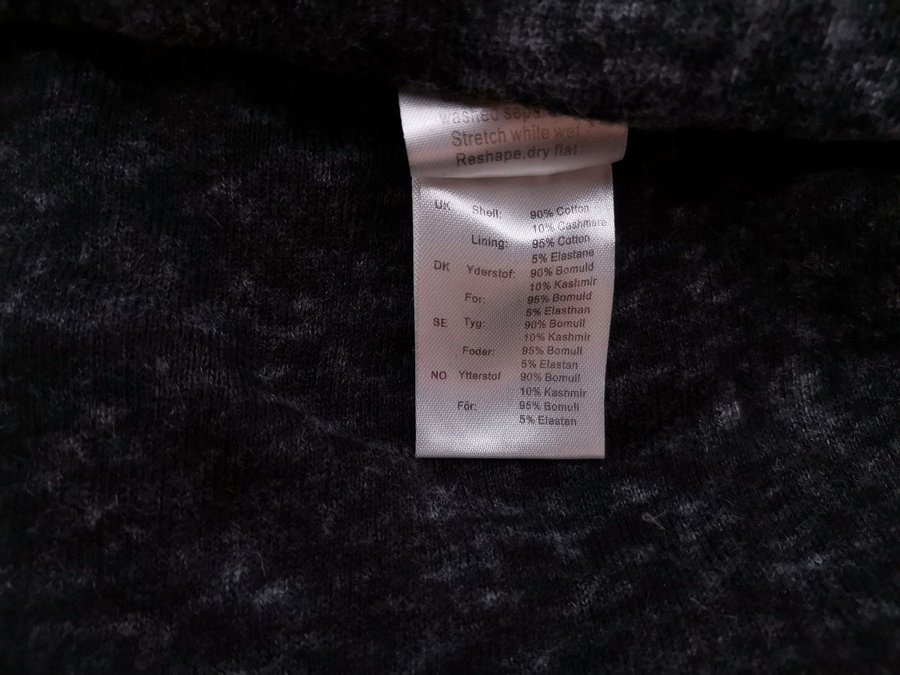 washed
Stretch while wet
Reshape,dry flat
UK Shell: 90% Cotton
10% Cashmere
Lining: 95% Cotton
5% Elastane
DK Yderstof: 90% Bomuld
10% Kashmir
For: 95% Bomuld
5% Elasthan
SE Tyg: 90% Bomull
10% Kashmir
Foder: 95% Bomull
5% Elastan
NO Ytterstof 90% Bomull
10% Kashmir
Fôr: 95% Bomull
5% Elastan